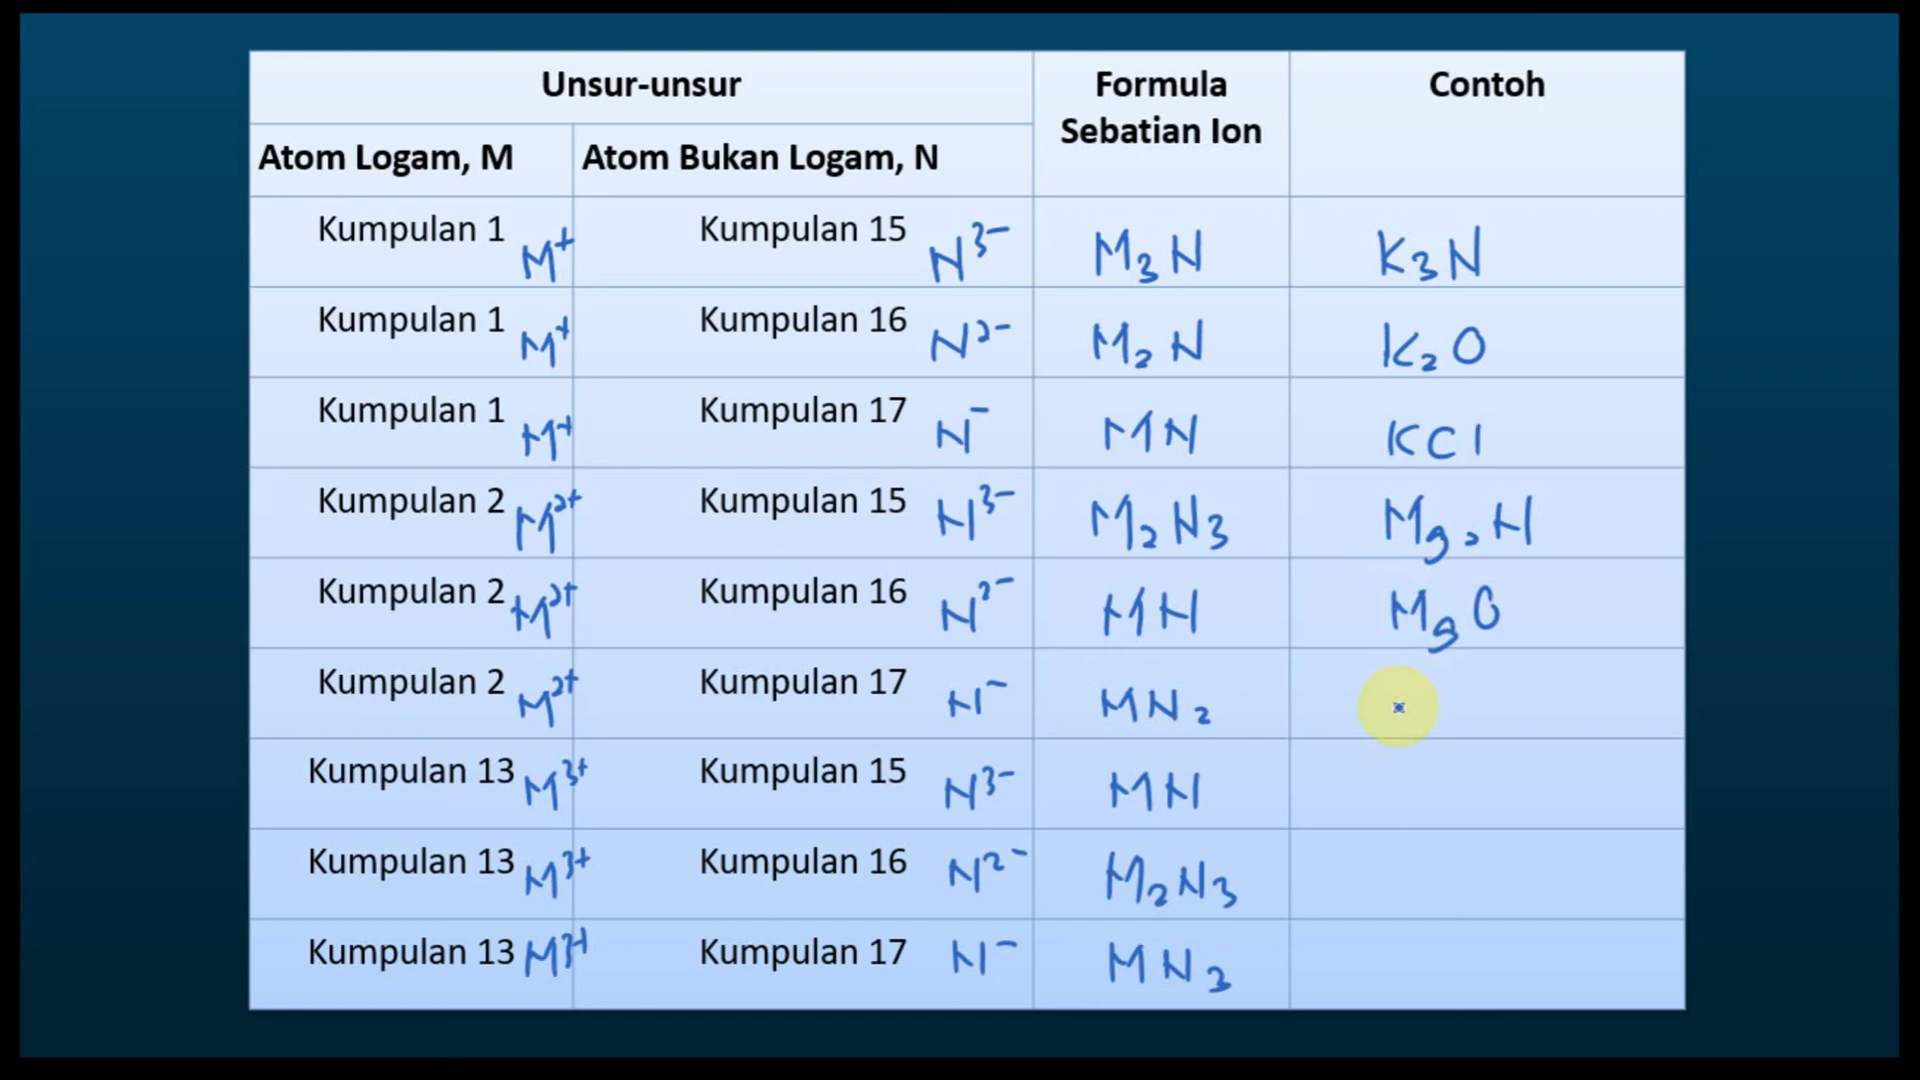 Unsur-unsur Formula Sebatian Ion Contoh
Atom Logam, M Atom Bukan Logam, N
Kumpulan 1 M⁺ Kumpulan 15 N³⁻ M₃N K₃N
Kumpulan 1 M⁺ Kumpulan 16 N²⁻ M₂N K₂O
Kumpulan 1 M⁺ Kumpulan 17 N⁻ MN KCl
Kumpulan 2 M²⁺ Kumpulan 15 N³⁻ M₂N₃ Mg₂N
Kumpulan 2 M²⁺ Kumpulan 16 N²⁻ MN MgO
Kumpulan 2 M²⁺ Kumpulan 17 N⁻ MN₂
Kumpulan 13 M³⁺ Kumpulan 15 N³⁻ MN
Kumpulan 13 M³⁺ Kumpulan 16 N²⁻ M₂N₃
Kumpulan 13 M³⁺ Kumpulan 17 N⁻ MN₃